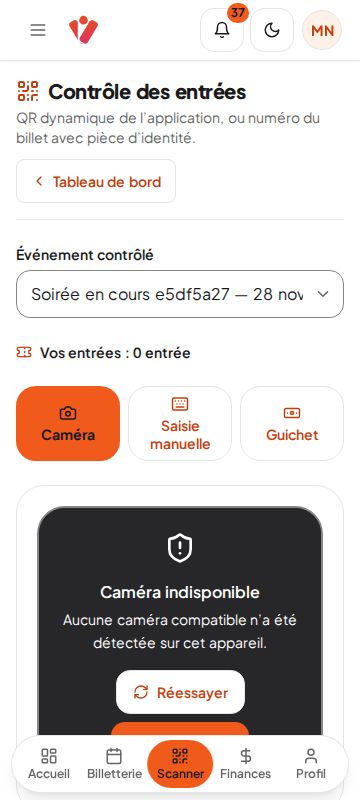 37
MN
Contrôle des entrées
QR dynamique de l'application, ou numéro du
billet avec pièce d'identité.
Tableau de bord
Événement contrôlé
Soirée en cours e5df5a27 — 28 nov
Vos entrées : 0 entrée
Caméra
Saisie
manuelle
Guichet
Caméra indisponible
Aucune caméra compatible n'a été
détectée sur cet appareil.
Réessayer
Accueil
Billetterie
Scanner
Finances
Profil